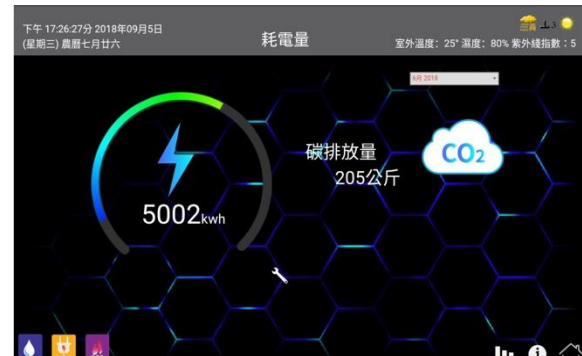 下午 17:26:27分 2018年09月5日
(星期三) 農曆七月廿六
耗電量
室外溫度：25° 濕度：80% 紫外綫指數：5
6月 2018
碳排放量
205公斤
CO2
5002kwh